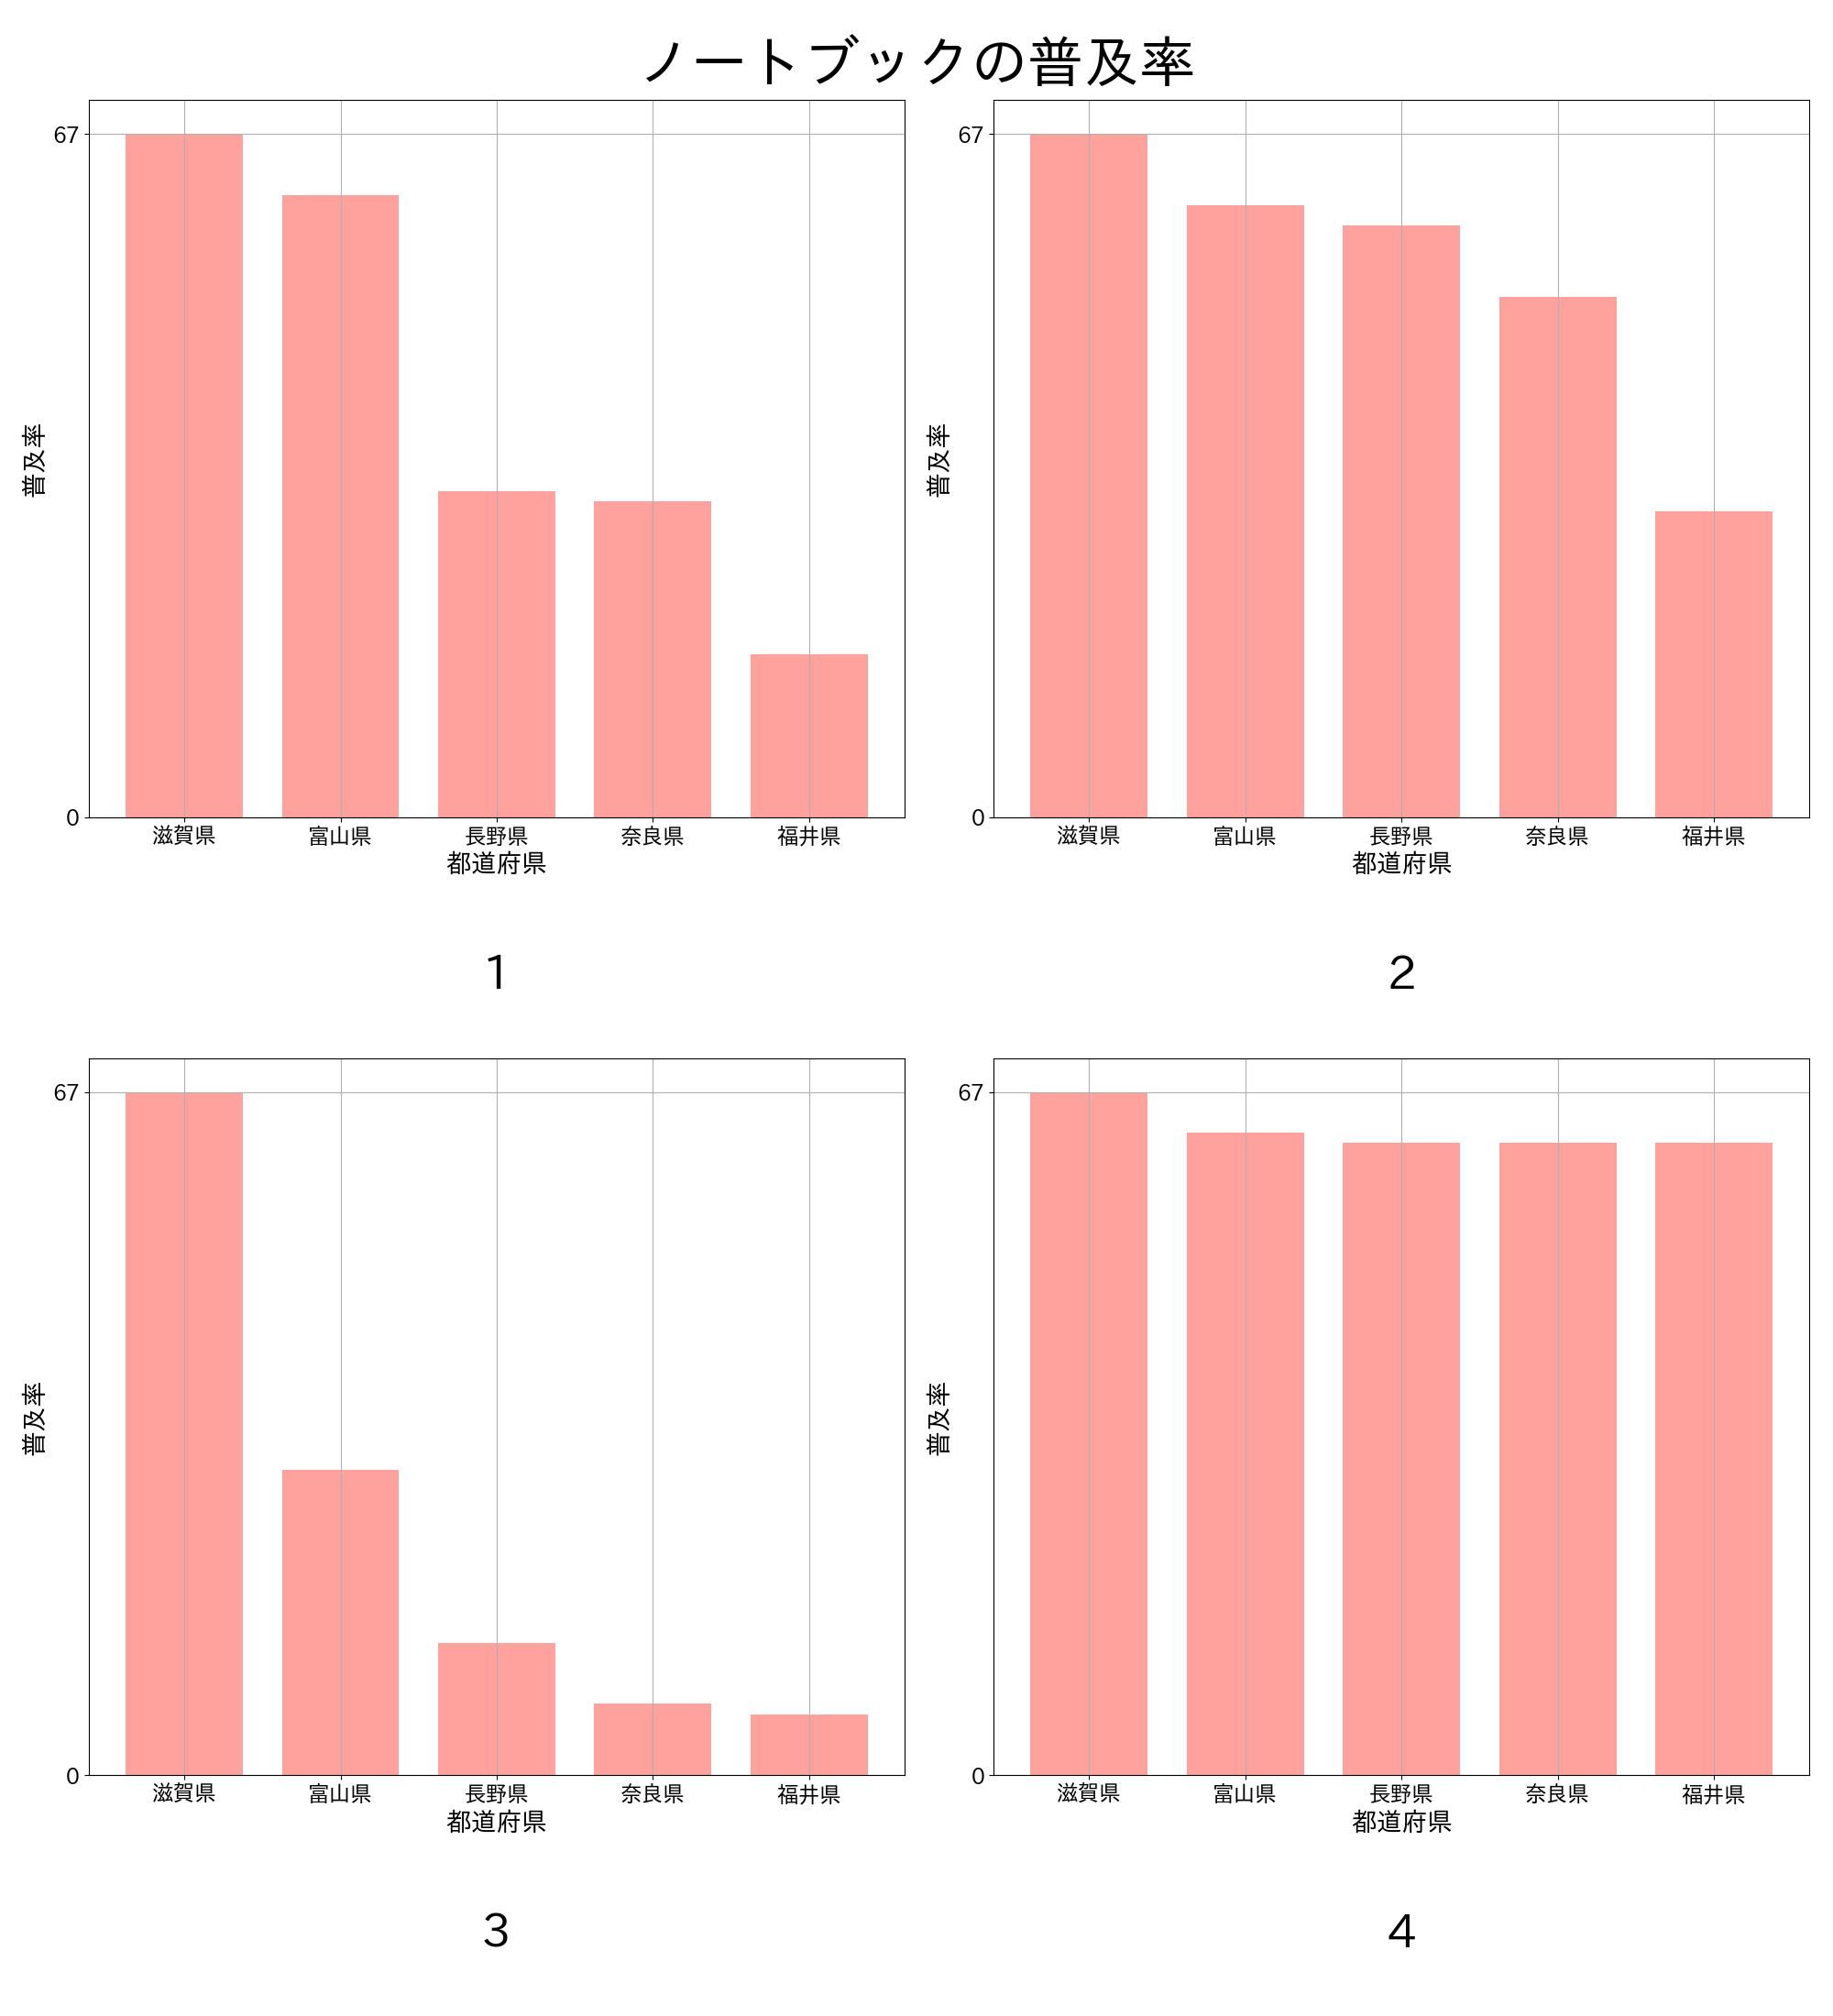 ノートブックの普及率
67
0
普及率
滋賀県 富山県 長野県 奈良県 福井県
都道府県
1
67
0
普及率
滋賀県 富山県 長野県 奈良県 福井県
都道府県
2
67
0
普及率
滋賀県 富山県 長野県 奈良県 福井県
都道府県
3
67
0
普及率
滋賀県 富山県 長野県 奈良県 福井県
都道府県
4